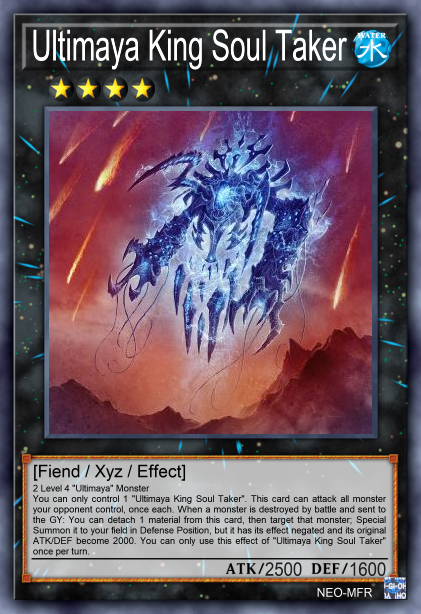 Ultimaya King Soul Taker
WATER
水
[Fiend / Xyz / Effect]
2 Level 4 "Ultimaya" Monster
You can only control 1 "Ultimaya King Soul Taker". This card can attack all monster
your opponent control, once each. When a monster is destroyed by battle and sent to
the GY: You can detach 1 material from this card, then target that monster; Special
Summon it to your field in Defense Position, but it has its effect negated and its original
ATK/DEF become 2000. You can only use this effect of "Ultimaya King Soul Taker"
once per turn.
ATK/2500 DEF/1600
NEO-MFR